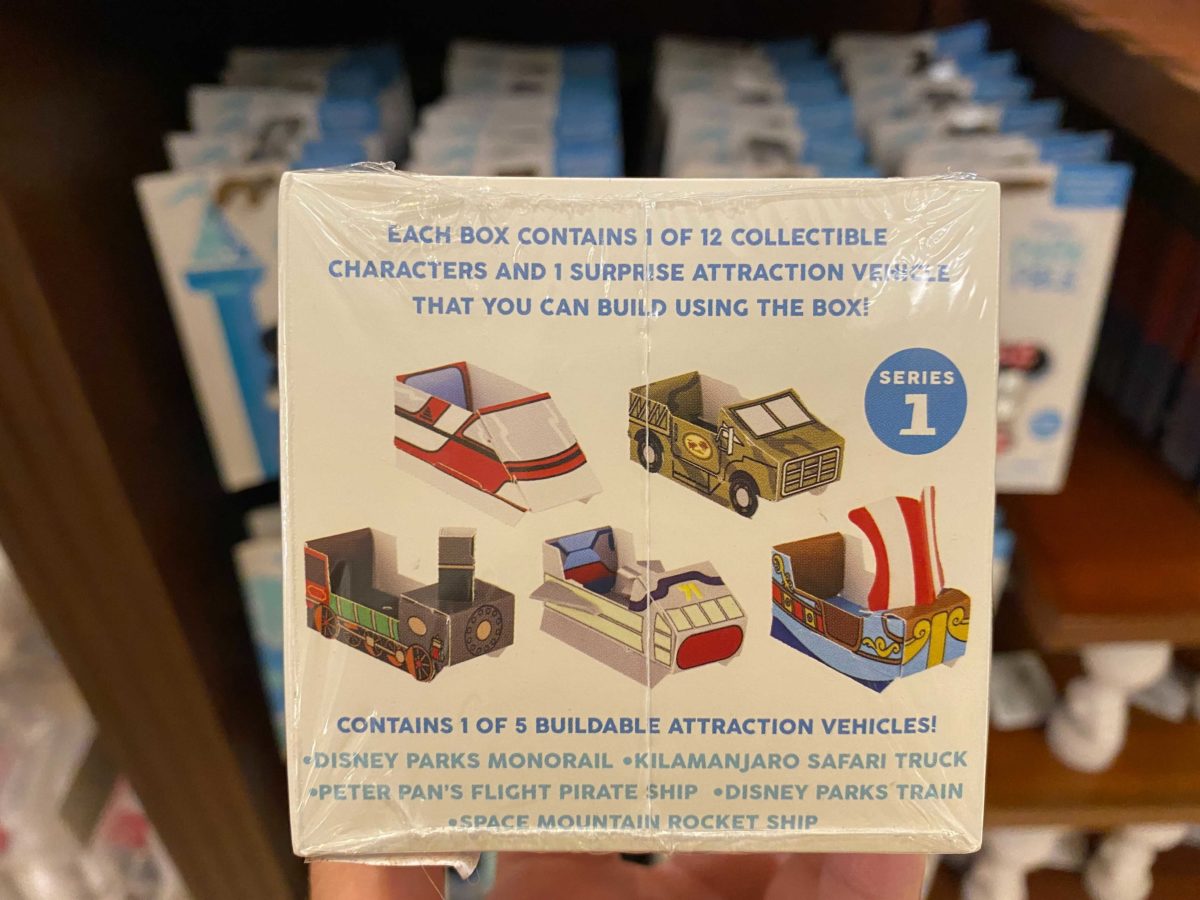 EACH BOX CONTAINS 1 OF 12 COLLECTIBLE
CHARACTERS AND 1 SURPRISE ATTRACTION VEHICLE
THAT YOU CAN BUILD USING THE BOX!
SERIES
1
71
CONTAINS 1 OF 5 BUILDABLE ATTRACTION VEHICLES!
•DISNEY PARKS MONORAIL •KILAMANJARO SAFARI TRUCK
•PETER PAN'S FLIGHT PIRATE SHIP •DISNEY PARKS TRAIN
•SPACE MOUNTAIN ROCKET SHIP